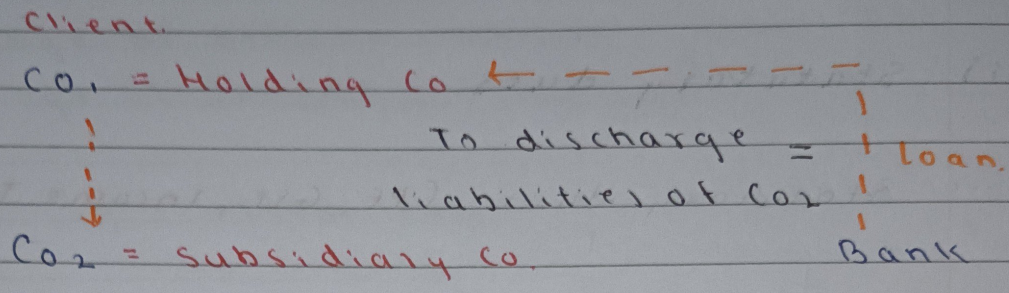 Client.
Co1 = Holding Co
To discharge = loan.
liabilities of Co2
Co2 = subsidiary Co. Bank